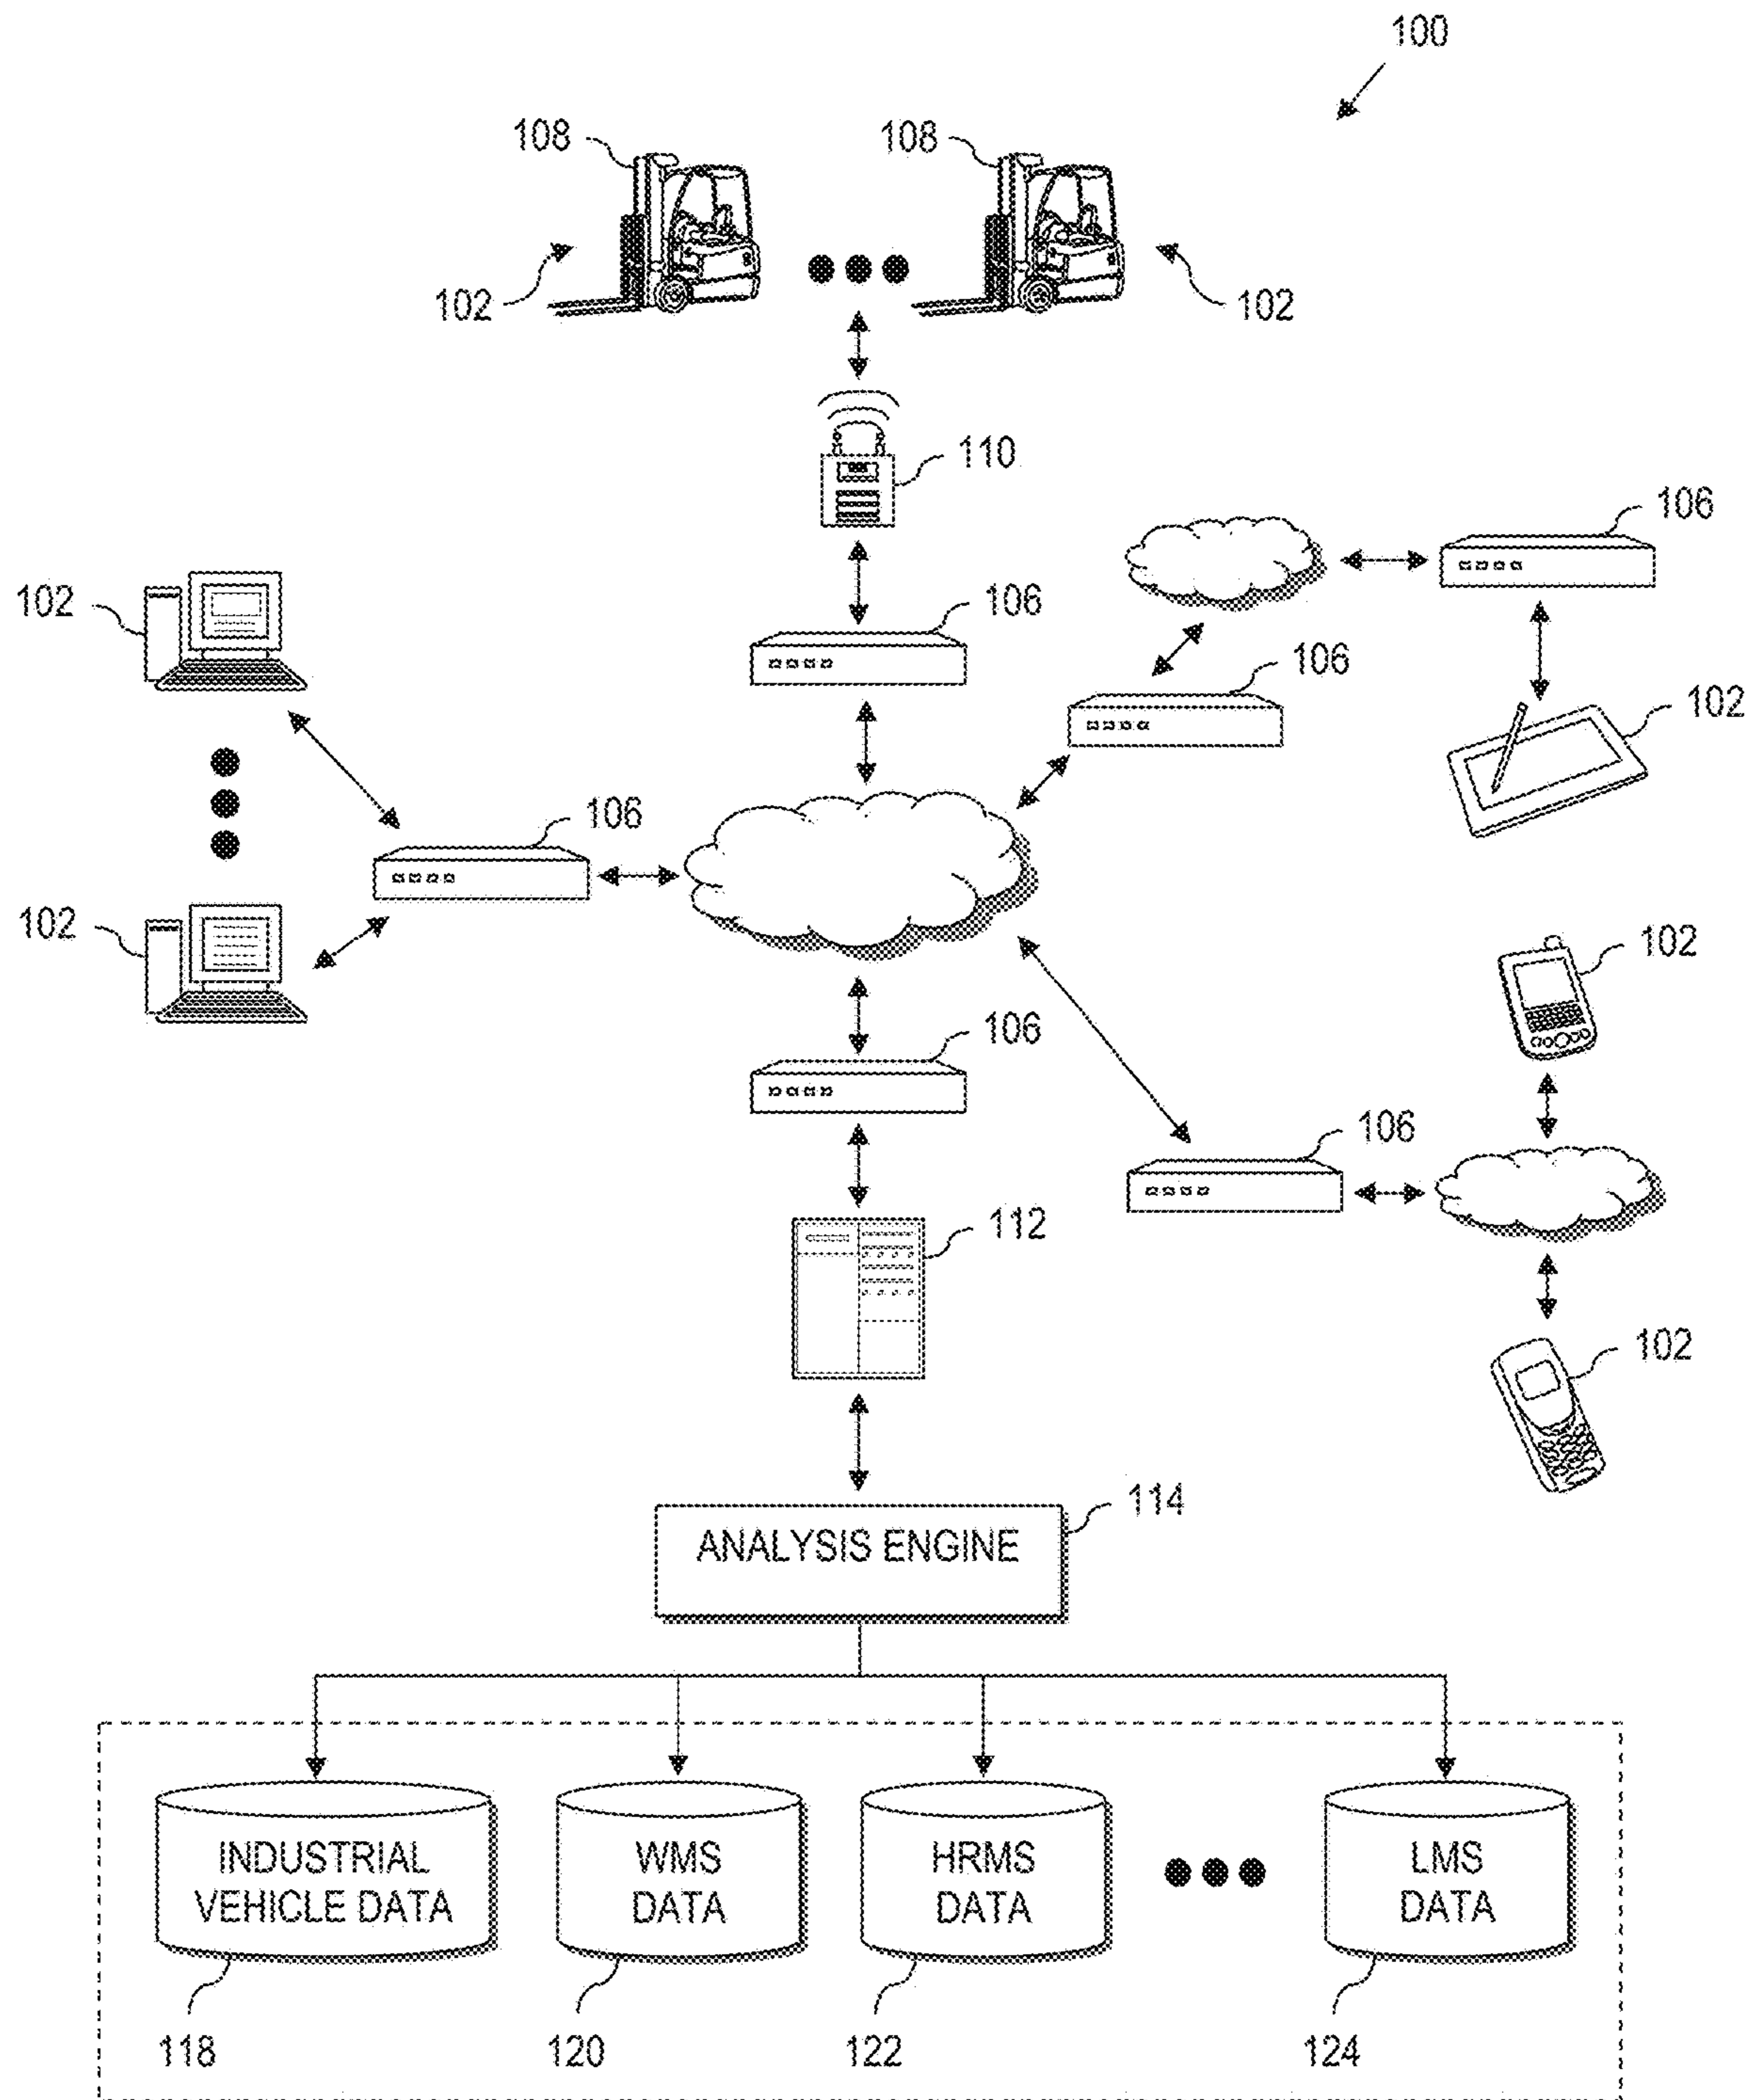 100
108
108
102
102
110
106
106
102
106
106
102
106
102
102
106
106
112
102
114
ANALYSIS ENGINE
INDUSTRIAL
VEHICLE DATA
WMS
DATA
HRMS
DATA
LMS
DATA
118
120
122
124